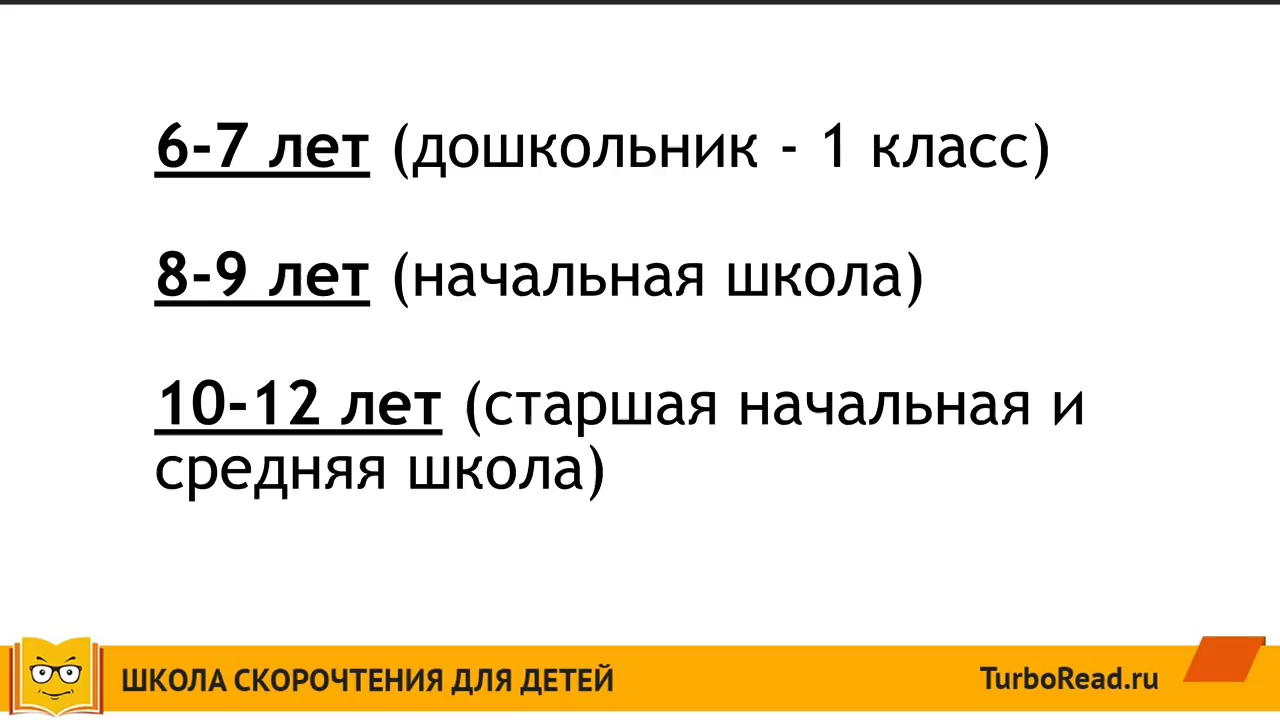 6-7 лет (дошкольник - 1 класс)
8-9 лет (начальная школа)
10-12 лет (старшая начальная и
средняя школа)
ШКОЛА СКОРОЧТЕНИЯ ДЛЯ ДЕТЕЙ
TurboRead.ru